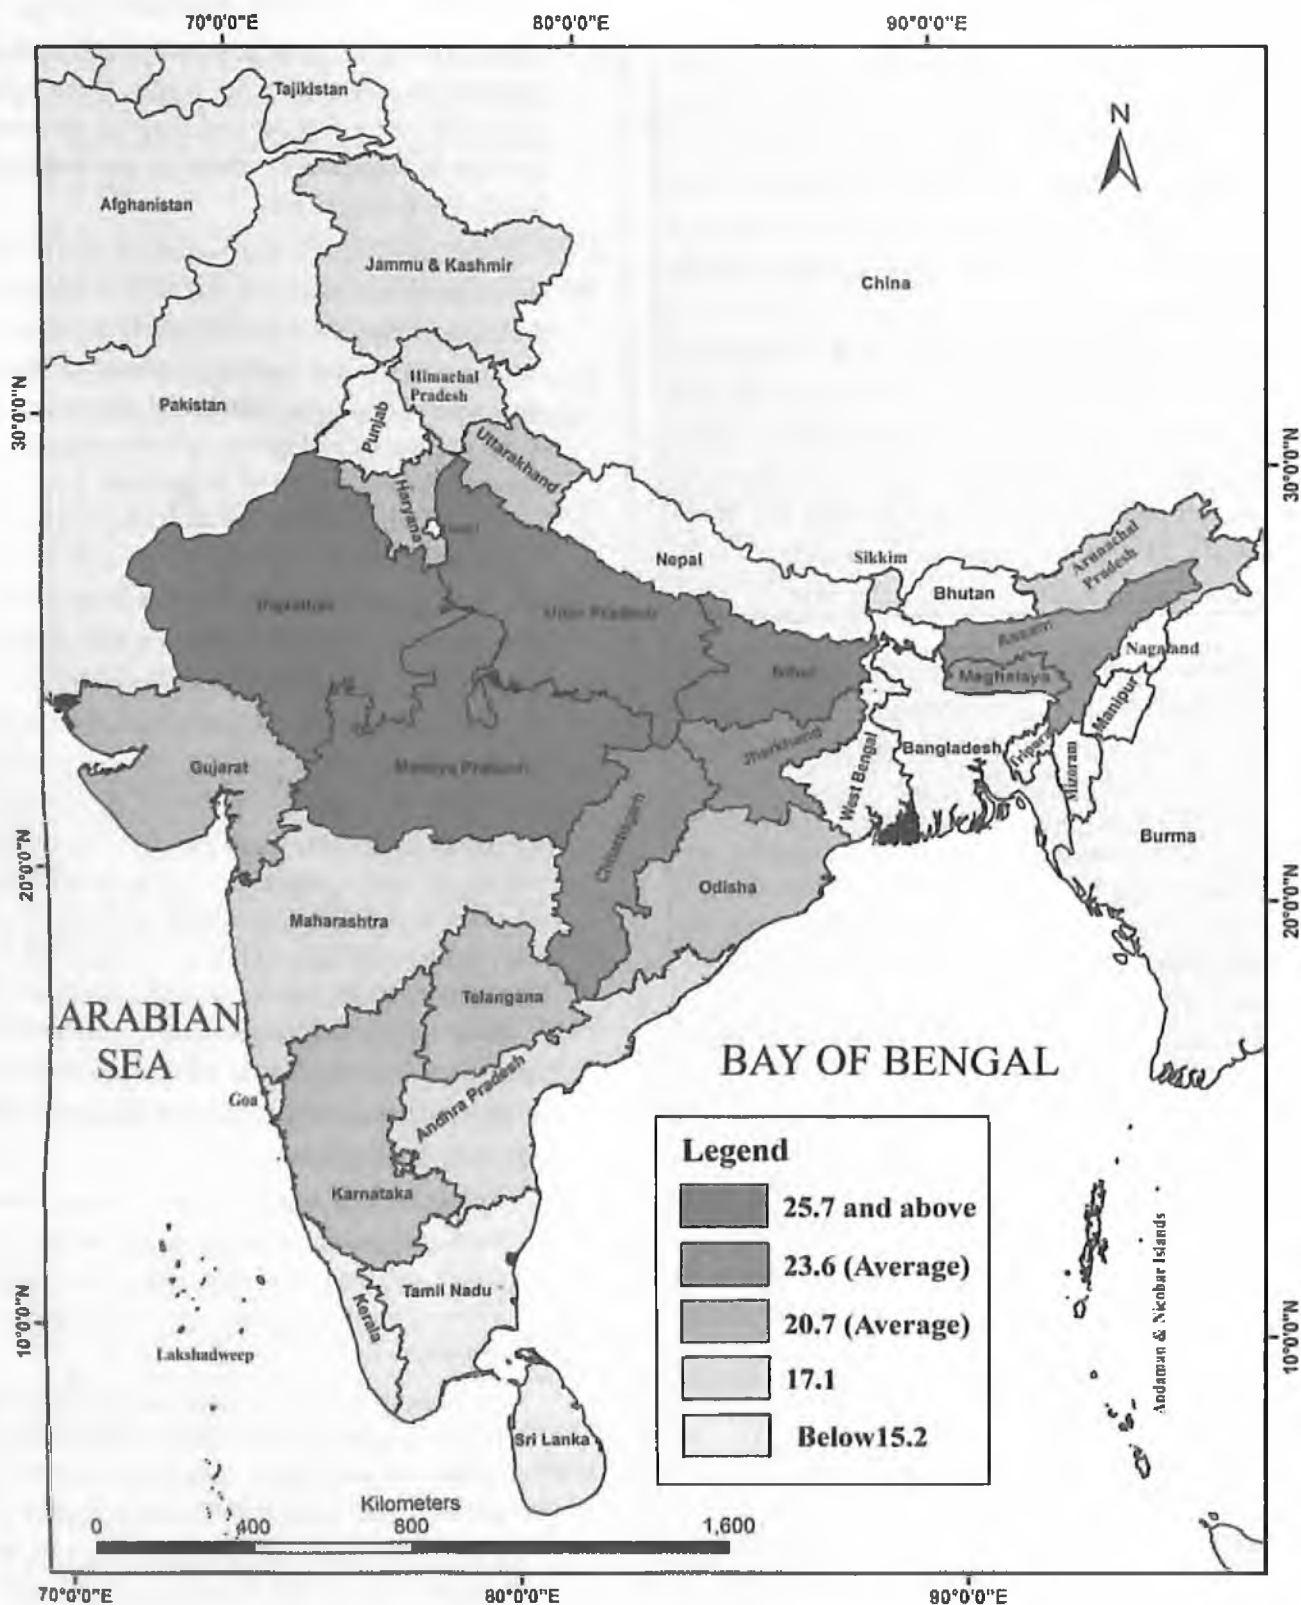 70°0'0"E 80°0'0"E 90°0'0"E
Tajikistan
N
Afghanistan
Jammu & Kashmir
China
Himachal
Pradesh
Pakistan
Punjab
30°0'0"N
30°0'0"N
Uttarakhand
Haryana
Nepal
Sikkim
Arunachal
Pradesh
Bhutan
Rajasthan
Uttar Pradesh
Assam
Nagaland
Bihar
Meghalaya
Manipur
Gujarat
Madhya Pradesh
Jharkhand
West Bengal
Bangladesh
Tripura
Mizoram
Burma
20°0'0"N
20°0'0"N
Chhattisgarh
Odisha
Maharashtra
Telangana
ARABIAN
SEA
BAY OF BENGAL
Goa
Andhra Pradesh
Karnataka
Legend
25.7 and above
23.6 (Average)
20.7 (Average)
17.1
Below15.2
Andaman & Nicobar Islands
10°0'0"N
10°0'0"N
Tamil Nadu
Kerala
Lakshadweep
Sri Lanka
Kilometers
0 400 800 1,600
70°0'0"E 80°0'0"E 90°0'0"E